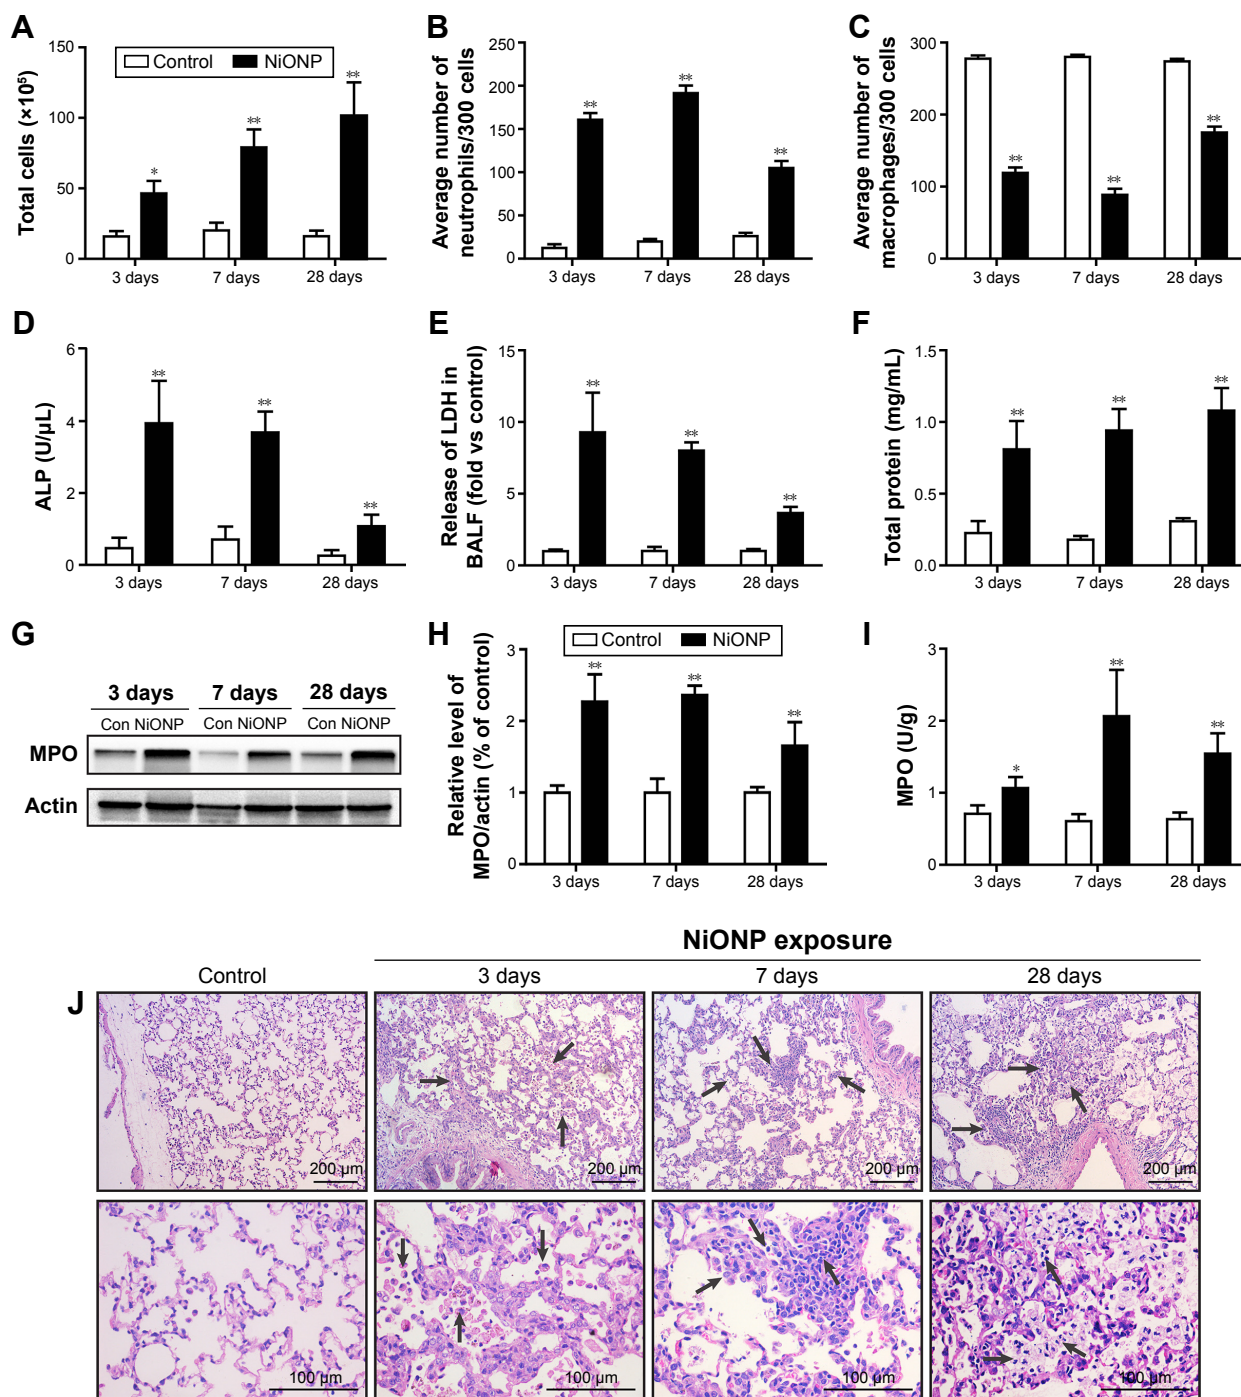 A
Total cells (×10⁵)
150
100
50
0
Control
NiONP
*
**
**
3 days
7 days
28 days
B
Average number of
neutrophils/300 cells
250
200
150
100
50
0
**
**
**
3 days
7 days
28 days
C
Average number of
macrophages/300 cells
300
200
100
0
**
**
**
3 days
7 days
28 days
D
ALP (U/µL)
6
4
2
0
**
**
**
3 days
7 days
28 days
E
Release of LDH in
BALF (fold vs control)
15
10
5
0
**
**
**
3 days
7 days
28 days
F
Total protein (mg/mL)
1.5
1.0
0.5
0.0
**
**
**
3 days
7 days
28 days
G
3 days
7 days
28 days
Con NiONP
Con NiONP
Con NiONP
MPO
Actin
H
Relative level of
MPO/actin (% of control)
3
2
1
0
Control
NiONP
**
**
**
3 days
7 days
28 days
I
MPO (U/g)
3
2
1
0
*
**
**
3 days
7 days
28 days
J
NiONP exposure
Control
3 days
7 days
28 days
200 µm
200 µm
200 µm
200 µm
100 µm
100 µm
100 µm
100 µm